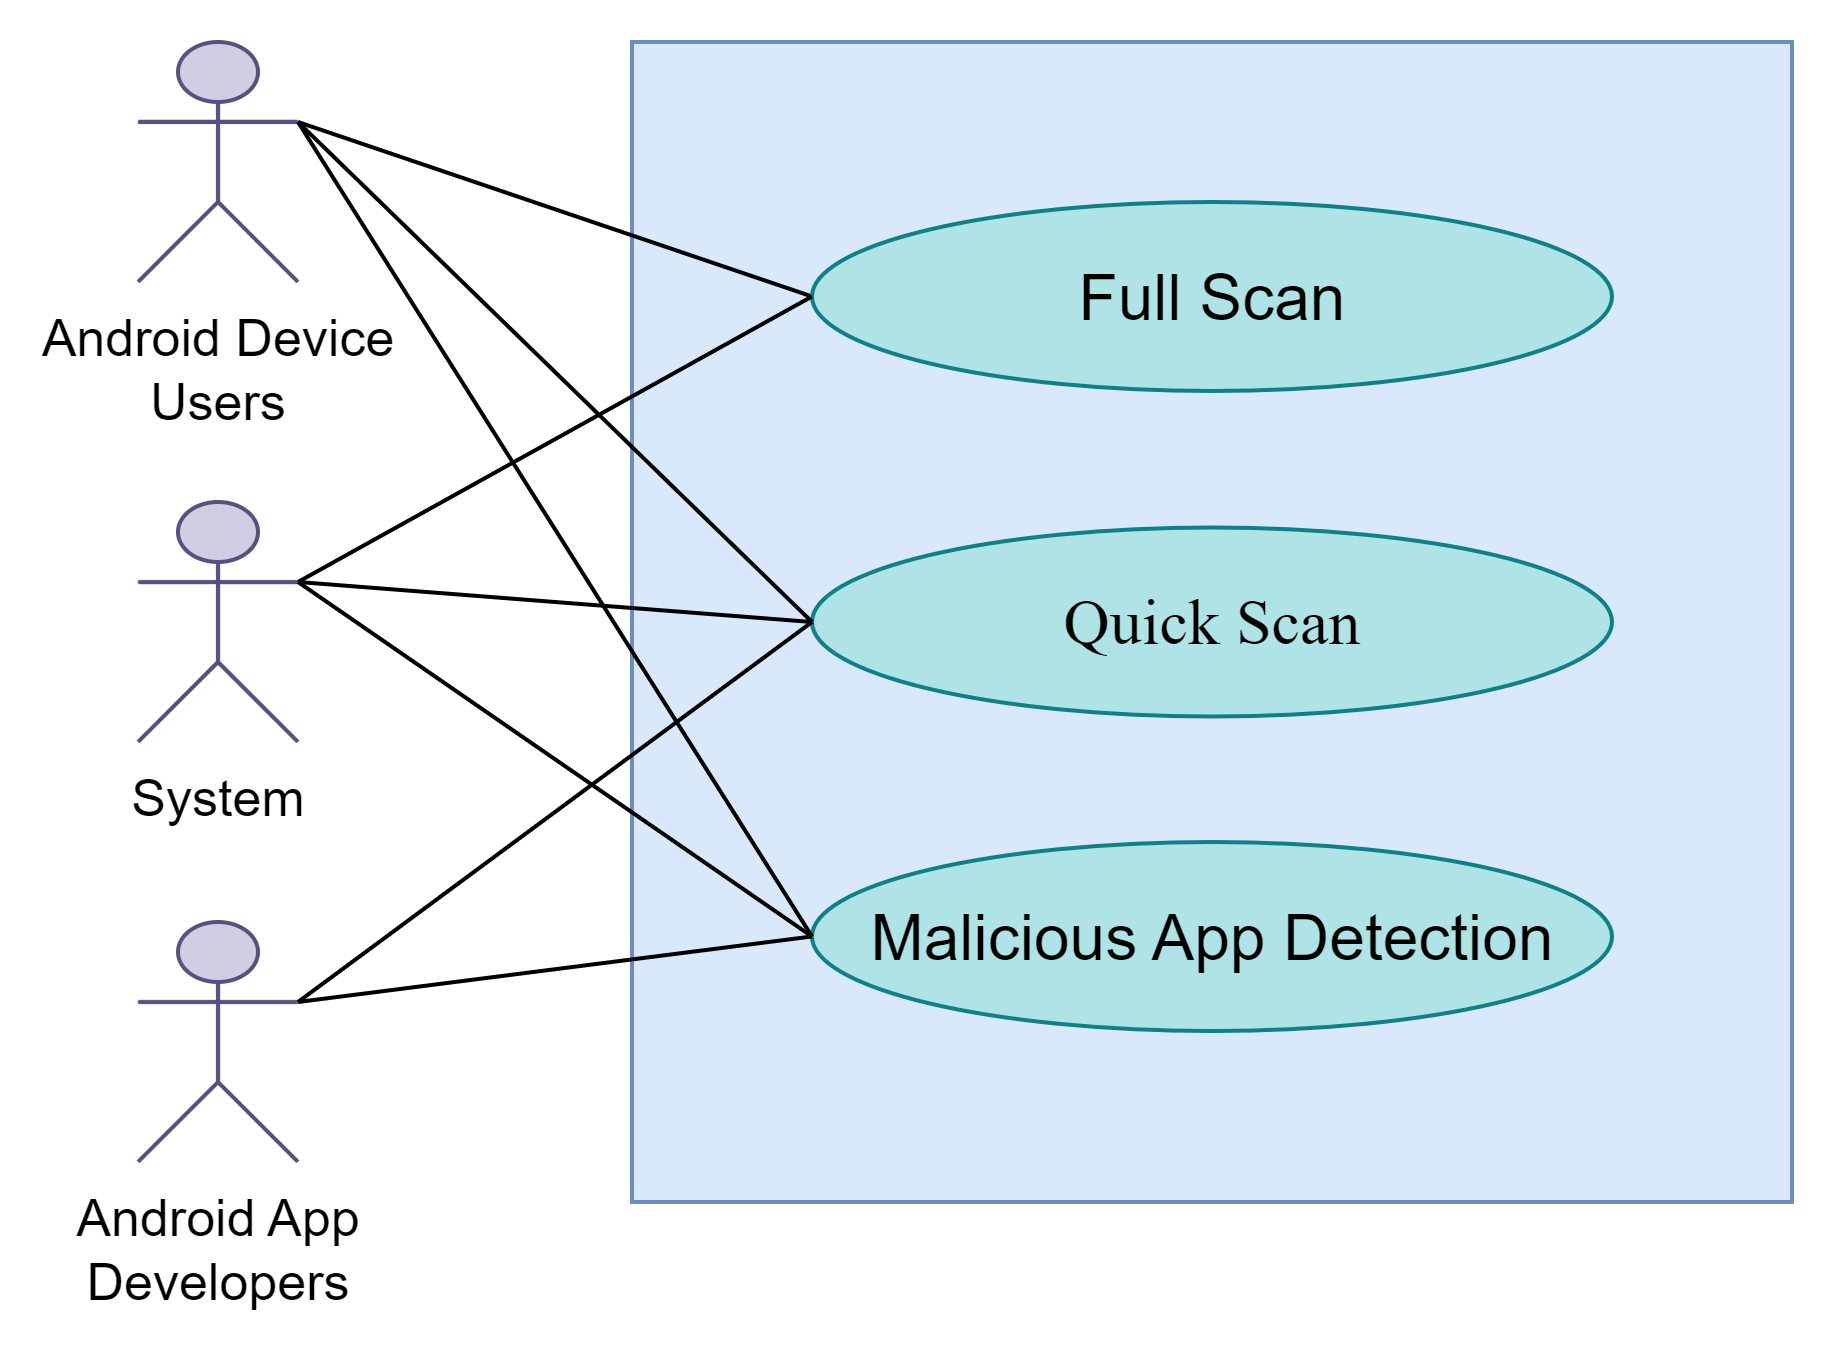 Android Device
Users
System
Android App
Developers
Full Scan
Quick Scan
Malicious App Detection